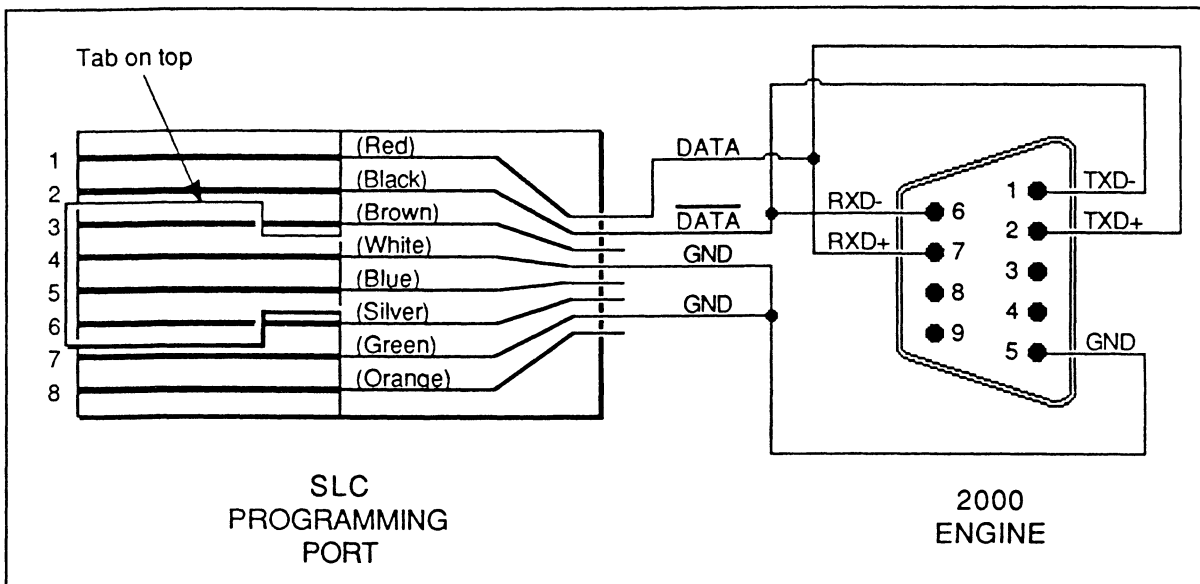 Tab on top
1 (Red)
2 (Black)
3 (Brown)
4 (White)
5 (Blue)
6 (Silver)
7 (Green)
8 (Orange)
SLC
PROGRAMMING
PORT
DATA
DATA
GND
GND
RXD-
RXD+
6
7
8
9
1
2
3
4
5
TXD-
TXD+
GND
2000
ENGINE